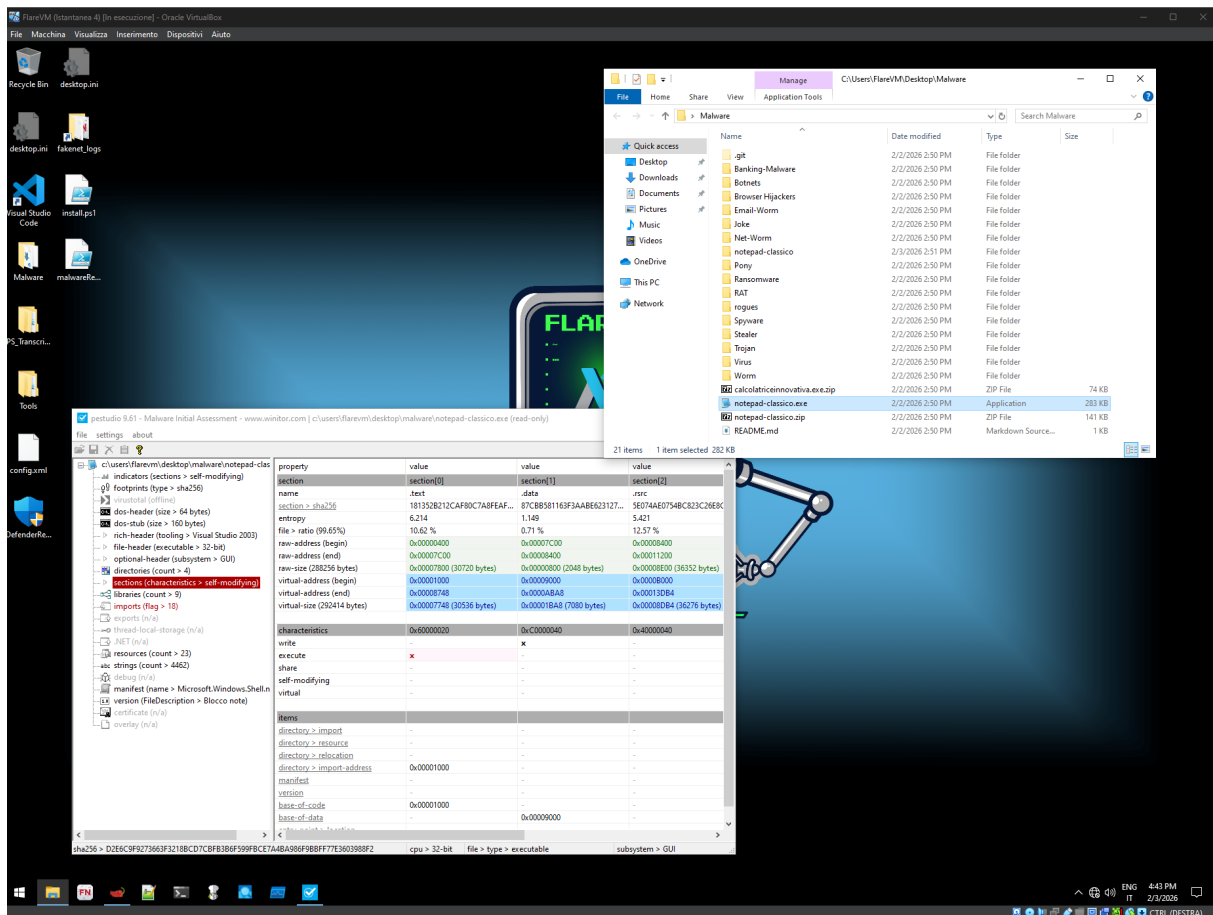 FlareVM (Istantanea 4) [In esecuzione] - Oracle VirtualBox
File Macchina Visualizza Inserimento Dispositivi Aiuto
Recycle Bin desktop.ini
desktop.ini fakenet_logs
Visual Studio Code install.ps1
Malware malwareRe...
PS_Transcri...
Tools
config.xml
DefenderRe...
FLAR
Manage C:\Users\FlareVM\Desktop\Malware
File Home Share View Application Tools
Malware Search Malware
Quick access
Desktop
Downloads
Documents
Pictures
Music
Videos
OneDrive
This PC
Network
Name Date modified Type Size
.git 2/2/2026 2:50 PM File folder
Banking-Malware 2/2/2026 2:50 PM File folder
Botnets 2/2/2026 2:50 PM File folder
Browser Hijackers 2/2/2026 2:50 PM File folder
Email-Worm 2/2/2026 2:50 PM File folder
Joke 2/2/2026 2:50 PM File folder
Net-Worm 2/2/2026 2:50 PM File folder
notepad-classico 2/3/2026 2:51 PM File folder
Pony 2/2/2026 2:50 PM File folder
Ransomware 2/2/2026 2:50 PM File folder
RAT 2/2/2026 2:50 PM File folder
rogues 2/2/2026 2:50 PM File folder
Spyware 2/2/2026 2:50 PM File folder
Stealer 2/2/2026 2:50 PM File folder
Trojan 2/2/2026 2:50 PM File folder
Virus 2/2/2026 2:50 PM File folder
Worm 2/2/2026 2:50 PM File folder
calcolatriceinnovativa.exe.zip 2/2/2026 2:50 PM ZIP File 74 KB
notepad-classico.exe 2/2/2026 2:50 PM Application 283 KB
notepad-classico.zip 2/2/2026 2:50 PM ZIP File 141 KB
README.md 2/2/2026 2:50 PM Markdown Source... 1 KB
21 items 1 item selected 282 KB
pestudio 9.61 - Malware Initial Assessment - www.winitor.com | c:\users\flarevm\desktop\malware\notepad-classico.exe (read-only)
file settings about
c:\users\flarevm\desktop\malware\notepad-clas
indicators (sections > self-modifying)
footprints (type > sha256)
virustotal (offline)
dos-header (size > 64 bytes)
dos-stub (size > 160 bytes)
rich-header (tooling > Visual Studio 2003)
file-header (executable > 32-bit)
optional-header (subsystem > GUI)
directories (count > 4)
sections (characteristics > self-modifying)
libraries (count > 9)
imports (flag > 18)
exports (n/a)
thread-local-storage (n/a)
.NET (n/a)
resources (count > 23)
abc strings (count > 4462)
debug (n/a)
manifest (name > Microsoft.Windows.Shell.n
version (FileDescription > Blocco note)
certificate (n/a)
overlay (n/a)
property value value value
section section[0] section[1] section[2]
name .text .data .rsrc
section > sha256 181352B212CAF80C7A8FEAF... 87CBB581163F3AABE623127... 5E074AE0754BC823C26E8C
entropy 6.214 1.149 5.421
file > ratio (99.65%) 10.62 % 0.71 % 12.57 %
raw-address (begin) 0x00000400 0x00007C00 0x00008400
raw-address (end) 0x00007C00 0x00008400 0x00011200
raw-size (288256 bytes) 0x00007800 (30720 bytes) 0x00000800 (2048 bytes) 0x00008E00 (36352 bytes)
virtual-address (begin) 0x00001000 0x00009000 0x0000B000
virtual-address (end) 0x00008748 0x0000ABA8 0x00013DB4
virtual-size (292414 bytes) 0x00007748 (30536 bytes) 0x00001BA8 (7080 bytes) 0x00008DB4 (36276 bytes)
characteristics 0x60000020 0xC0000040 0x40000040
write - x -
execute x - -
share - - -
self-modifying - - -
virtual - - -
items
directory > import - - -
directory > resource - - -
directory > relocation - - -
directory > import-address 0x00001000 - -
manifest - - -
version - - -
base-of-code 0x00001000 - -
base-of-data - 0x00009000 -
sha256 > D2E6C9F9273663F3218BCD7CBFB3B6F599FBCE7A4BA986F9BBFF77E3603988F2 cpu > 32-bit file > type > executable subsystem > GUI
FN
ENG 4:43 PM
IT 2/3/2026
CTRL (DESTRA)